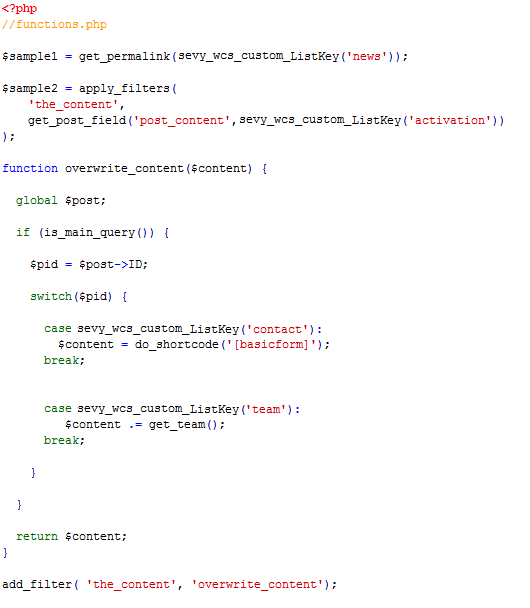 <?php
//functions.php
$sample1 = get_permalink(sevy_wcs_custom_ListKey('news'));
$sample2 = apply_filters(
'the_content',
get_post_field('post_content',sevy_wcs_custom_ListKey('activation'))
);
function overwrite_content($content) {
global $post;
if (is_main_query()) {
$pid = $post->ID;
switch($pid) {
case sevy_wcs_custom_ListKey('contact'):
$content = do_shortcode('[basicform]');
break;
case sevy_wcs_custom_ListKey('team'):
$content .= get_team();
break;
}
}
return $content;
}
add_filter( 'the_content', 'overwrite_content');